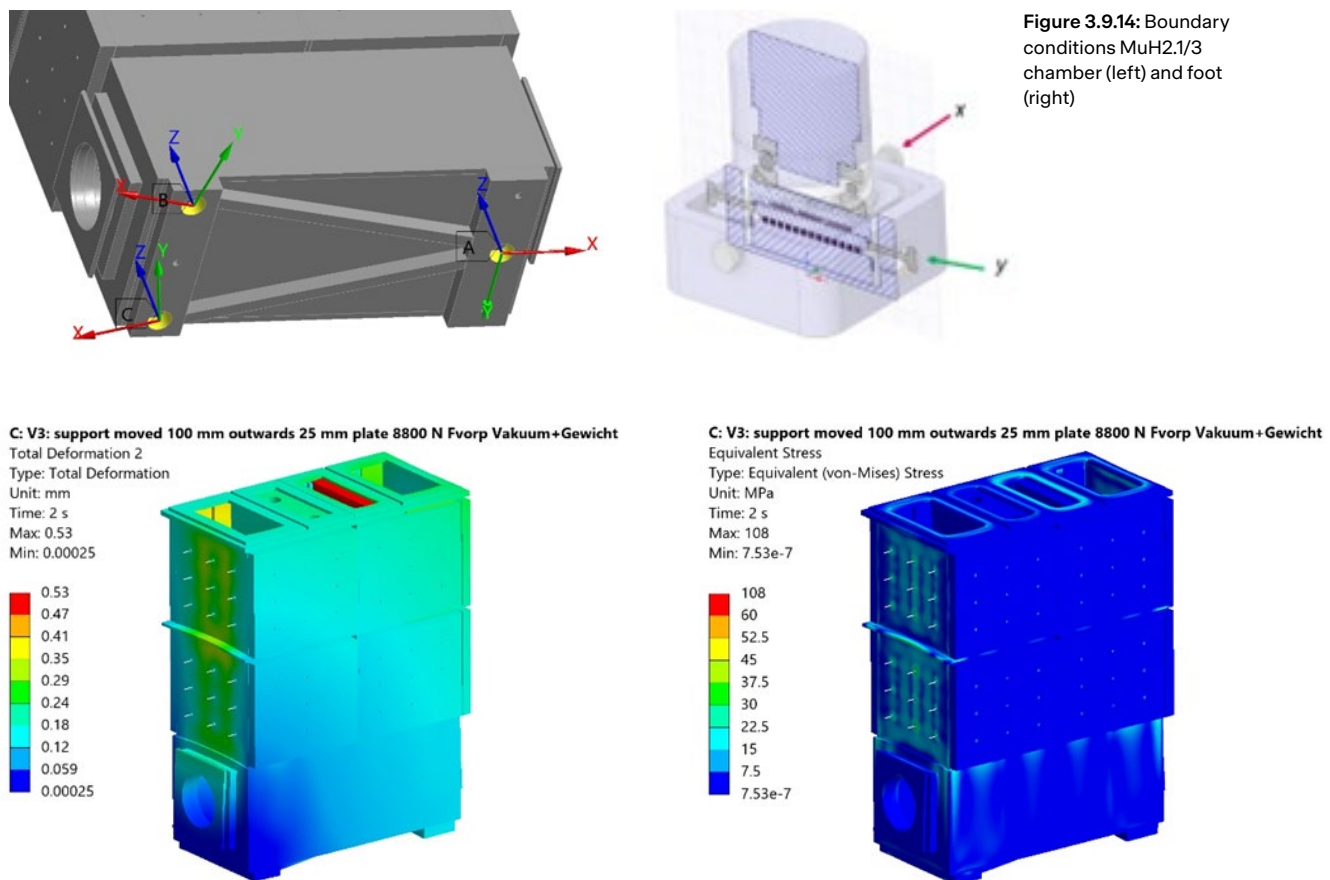 Figure 3.9.14: Boundary
conditions MuH2.1/3
chamber (left) and foot
(right)
Z
Y
X
B
Z
Y
X
C
Z
A
X
Y
x
y
C: V3: support moved 100 mm outwards 25 mm plate 8800 N Fvorp Vakuum+Gewicht
Total Deformation 2
Type: Total Deformation
Unit: mm
Time: 2 s
Max: 0.53
Min: 0.00025
0.53
0.47
0.41
0.35
0.29
0.24
0.18
0.12
0.059
0.00025
C: V3: support moved 100 mm outwards 25 mm plate 8800 N Fvorp Vakuum+Gewicht
Equivalent Stress
Type: Equivalent (von-Mises) Stress
Unit: MPa
Time: 2 s
Max: 108
Min: 7.53e-7
108
60
52.5
45
37.5
30
22.5
15
7.5
7.53e-7